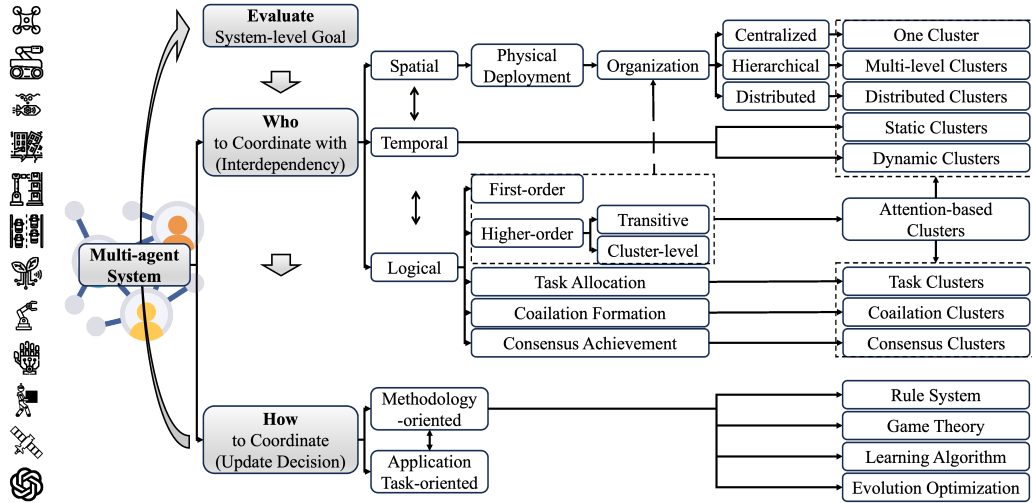 Evaluate
System-level Goal
Who
to Coordinate with
(Interdependency)
Multi-agent
System
How
to Coordinate
(Update Decision)
Spatial
Physical
Deployment
Organization
Centralized
Hierarchical
Distributed
One Cluster
Multi-level Clusters
Distributed Clusters
Temporal
Static Clusters
Dynamic Clusters
Logical
First-order
Higher-order
Transitive
Cluster-level
Attention-based
Clusters
Task Allocation
Task Clusters
Coailation Formation
Coailation Clusters
Consensus Achievement
Consensus Clusters
Methodology
-oriented
Application
Task-oriented
Rule System
Game Theory
Learning Algorithm
Evolution Optimization